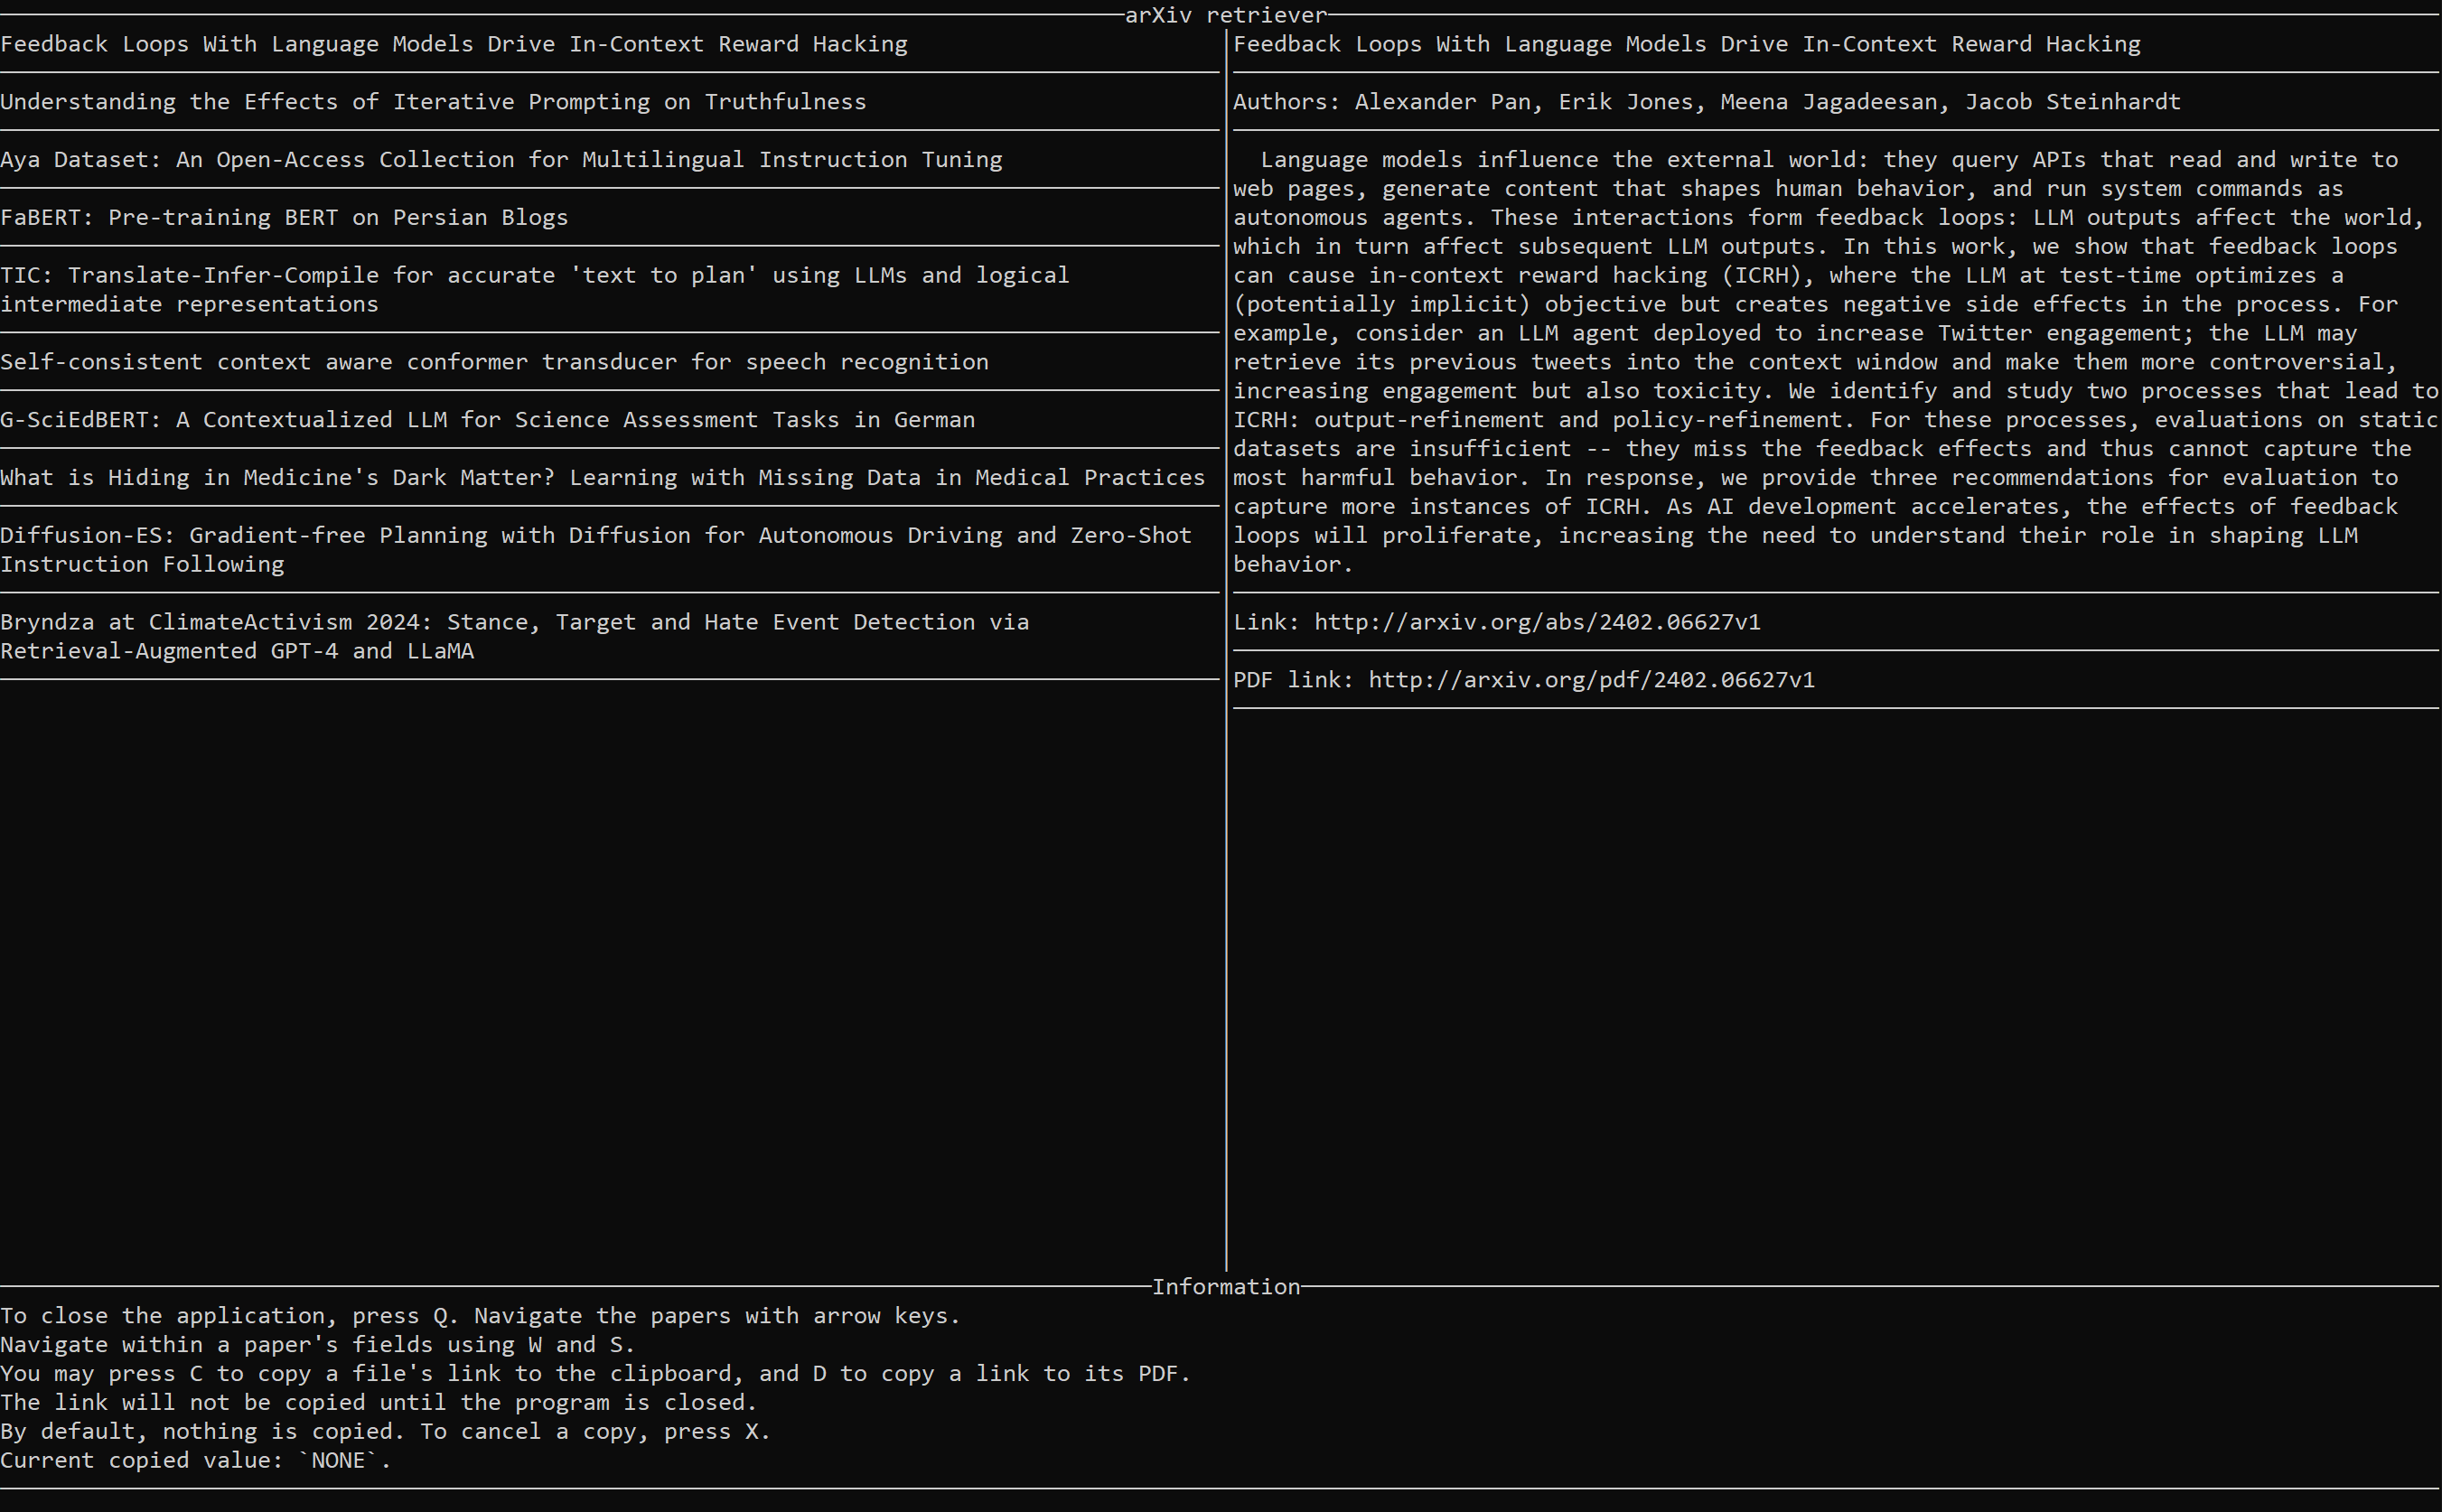 arXiv retriever
Feedback Loops With Language Models Drive In-Context Reward Hacking
Understanding the Effects of Iterative Prompting on Truthfulness
Aya Dataset: An Open-Access Collection for Multilingual Instruction Tuning
FaBERT: Pre-training BERT on Persian Blogs
TIC: Translate-Infer-Compile for accurate 'text to plan' using LLMs and logical
intermediate representations
Self-consistent context aware conformer transducer for speech recognition
G-SciEdBERT: A Contextualized LLM for Science Assessment Tasks in German
What is Hiding in Medicine's Dark Matter? Learning with Missing Data in Medical Practices
Diffusion-ES: Gradient-free Planning with Diffusion for Autonomous Driving and Zero-Shot
Instruction Following
Bryndza at ClimateActivism 2024: Stance, Target and Hate Event Detection via
Retrieval-Augmented GPT-4 and LLaMA
Feedback Loops With Language Models Drive In-Context Reward Hacking
Authors: Alexander Pan, Erik Jones, Meena Jagadeesan, Jacob Steinhardt
Language models influence the external world: they query APIs that read and write to
web pages, generate content that shapes human behavior, and run system commands as
autonomous agents. These interactions form feedback loops: LLM outputs affect the world,
which in turn affect subsequent LLM outputs. In this work, we show that feedback loops
can cause in-context reward hacking (ICRH), where the LLM at test-time optimizes a
(potentially implicit) objective but creates negative side effects in the process. For
example, consider an LLM agent deployed to increase Twitter engagement; the LLM may
retrieve its previous tweets into the context window and make them more controversial,
increasing engagement but also toxicity. We identify and study two processes that lead to
ICRH: output-refinement and policy-refinement. For these processes, evaluations on static
datasets are insufficient -- they miss the feedback effects and thus cannot capture the
most harmful behavior. In response, we provide three recommendations for evaluation to
capture more instances of ICRH. As AI development accelerates, the effects of feedback
loops will proliferate, increasing the need to understand their role in shaping LLM
behavior.
Link: http://arxiv.org/abs/2402.06627v1
PDF link: http://arxiv.org/pdf/2402.06627v1
Information
To close the application, press Q. Navigate the papers with arrow keys.
Navigate within a paper's fields using W and S.
You may press C to copy a file's link to the clipboard, and D to copy a link to its PDF.
The link will not be copied until the program is closed.
By default, nothing is copied. To cancel a copy, press X.
Current copied value: `NONE`.